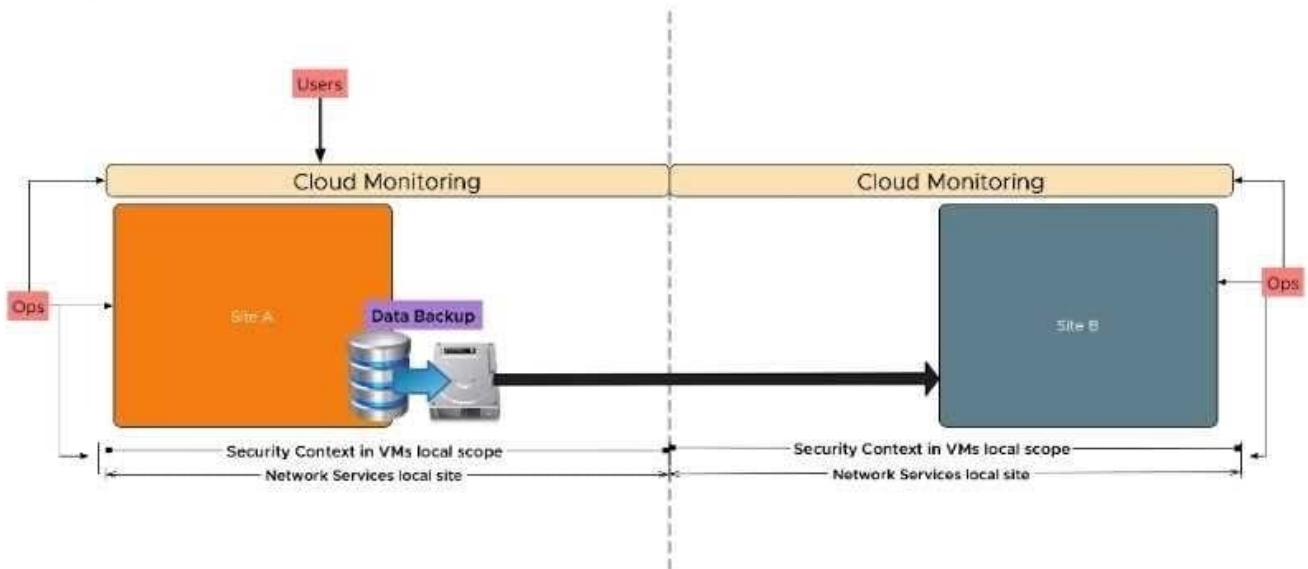 Users
Cloud Monitoring
Cloud Monitoring
Ops
Site A
Data Backup
Site B
Ops
Security Context in VMs local scope
Security Context in VMs local scope
Network Services local site
Network Services local site